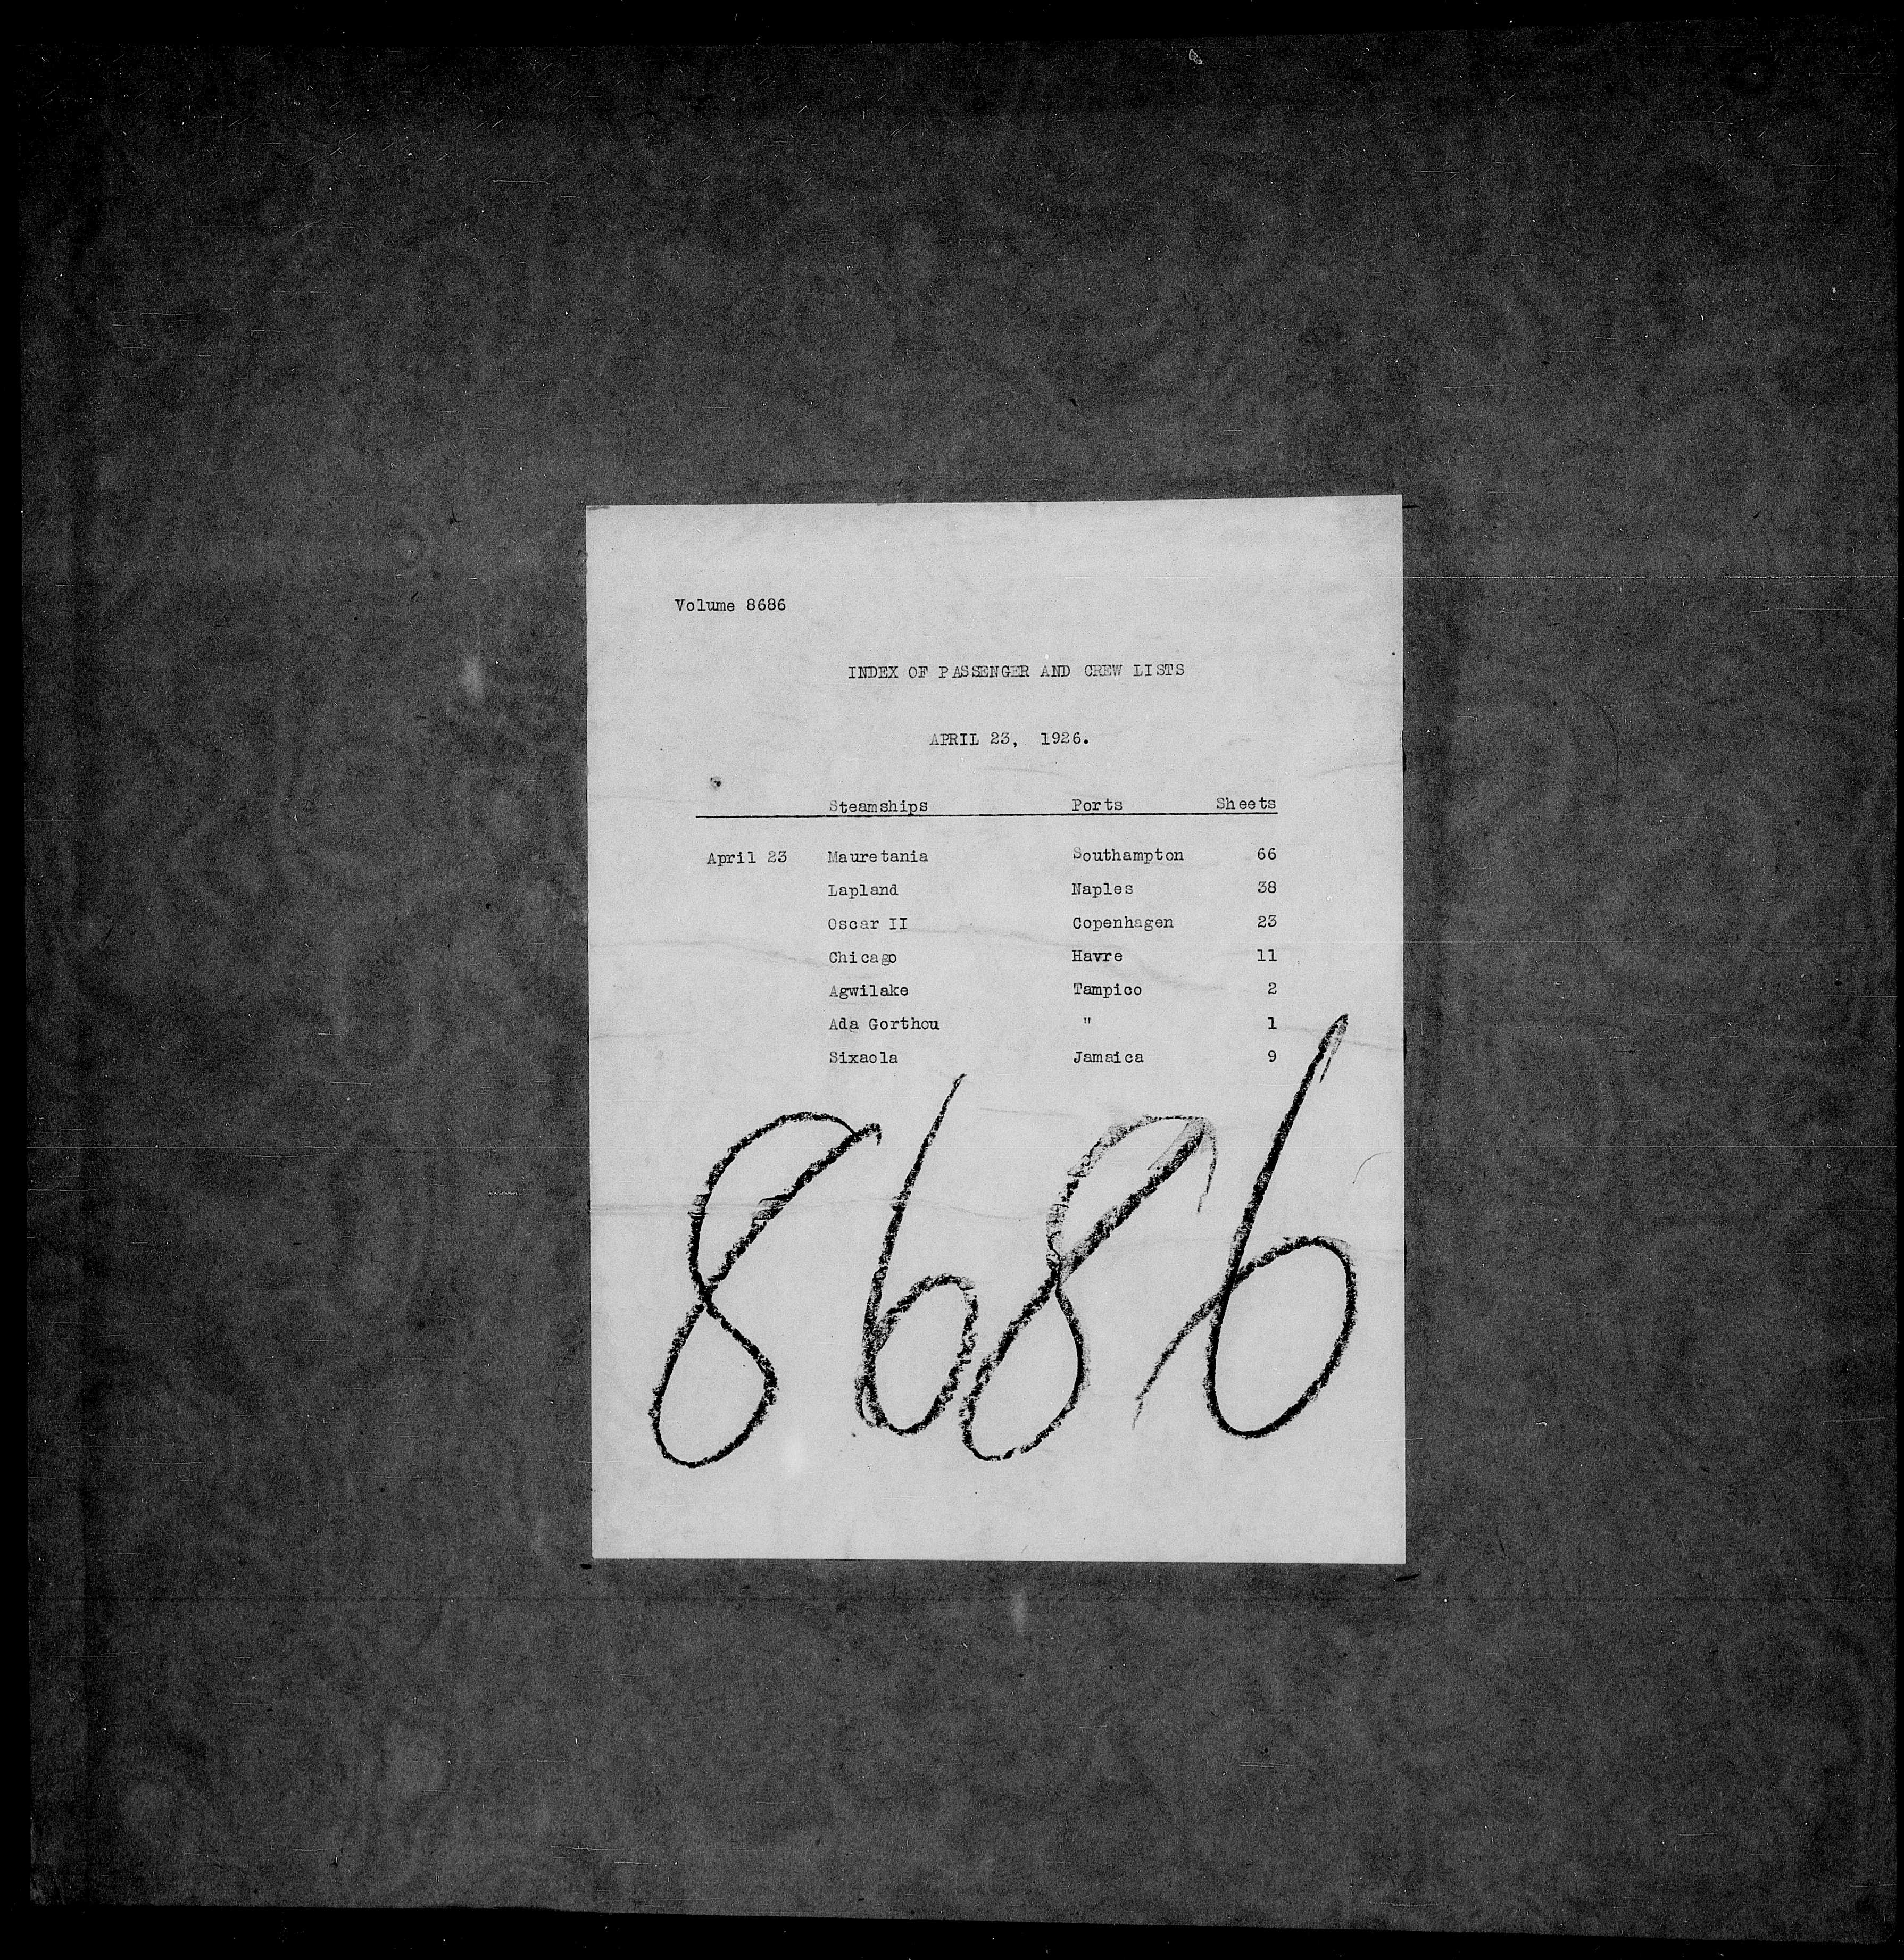 Volume 8686
INDEX OF PASSENGER AND CREW LISTS
APRIL 23, 1926.
Steamships Ports Sheets
April 23 Mauretania Southampton 66
Lapland Naples 38
Oscar II Copenhagen 23
Chicago Havre 11
Agwilake Tampico 2
Ada Gorthou " 1
Sixaola Jamaica 9
8686